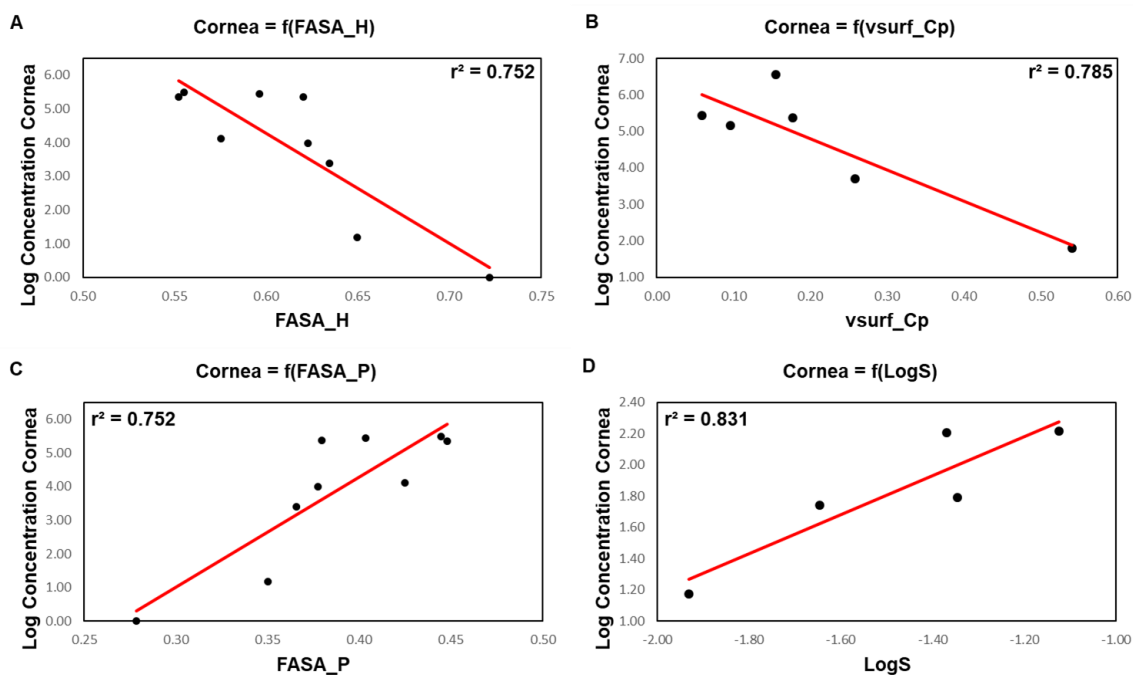 A
Cornea = f(FASA_H)
r² = 0.752
Log Concentration Cornea
6.00
5.00
4.00
3.00
2.00
1.00
0.00
0.50 0.55 0.60 0.65 0.70 0.75
FASA_H
B
Cornea = f(vsurf_Cp)
r² = 0.785
Log Concentration Cornea
7.00
6.00
5.00
4.00
3.00
2.00
1.00
0.00 0.10 0.20 0.30 0.40 0.50 0.60
vsurf_Cp
C
Cornea = f(FASA_P)
r² = 0.752
Log Concentration Cornea
6.00
5.00
4.00
3.00
2.00
1.00
0.00
0.25 0.30 0.35 0.40 0.45 0.50
FASA_P
D
Cornea = f(LogS)
r² = 0.831
Log Concentration Cornea
2.40
2.20
2.00
1.80
1.60
1.40
1.20
1.00
-2.00 -1.80 -1.60 -1.40 -1.20 -1.00
LogS